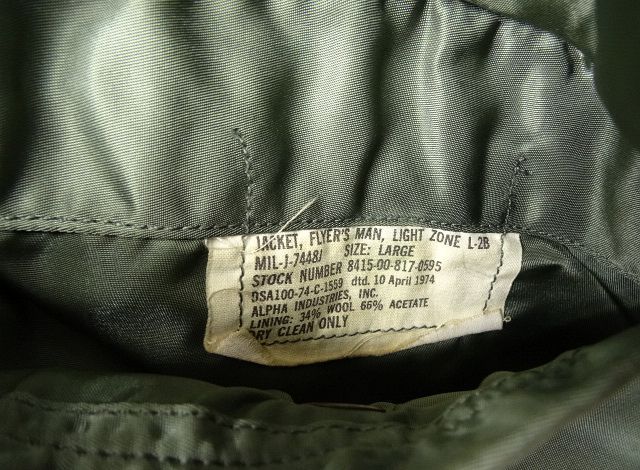 JACKET, FLYER'S MAN, LIGHT ZONE L-2B
MIL-J-7448J SIZE: LARGE
STOCK NUMBER 8415-00-817-0595
DSA100-74-C-1559 dtd. 10 April 1974
ALPHA INDUSTRIES, INC.
LINING: 34% WOOL 66% ACETATE
DRY CLEAN ONLY